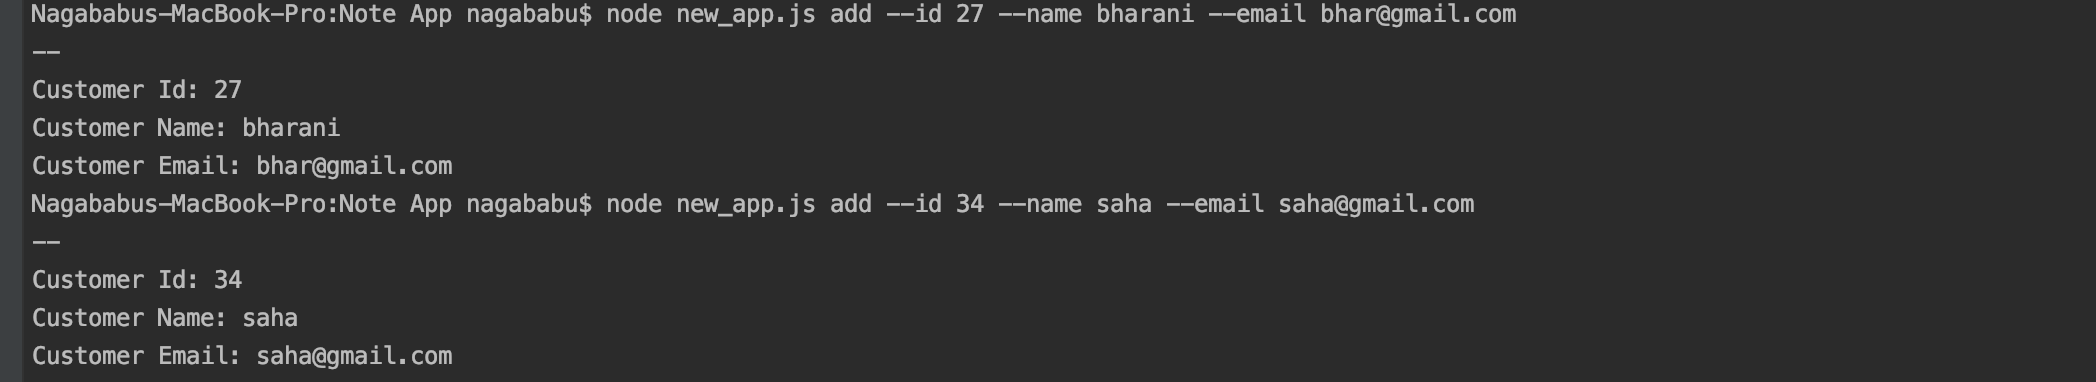 Nagababus-MacBook-Pro:Note App nagababu$ node new_app.js add --id 27 --name bharani --email bhar@gmail.com
--
Customer Id: 27
Customer Name: bharani
Customer Email: bhar@gmail.com
Nagababus-MacBook-Pro:Note App nagababu$ node new_app.js add --id 34 --name saha --email saha@gmail.com
--
Customer Id: 34
Customer Name: saha
Customer Email: saha@gmail.com